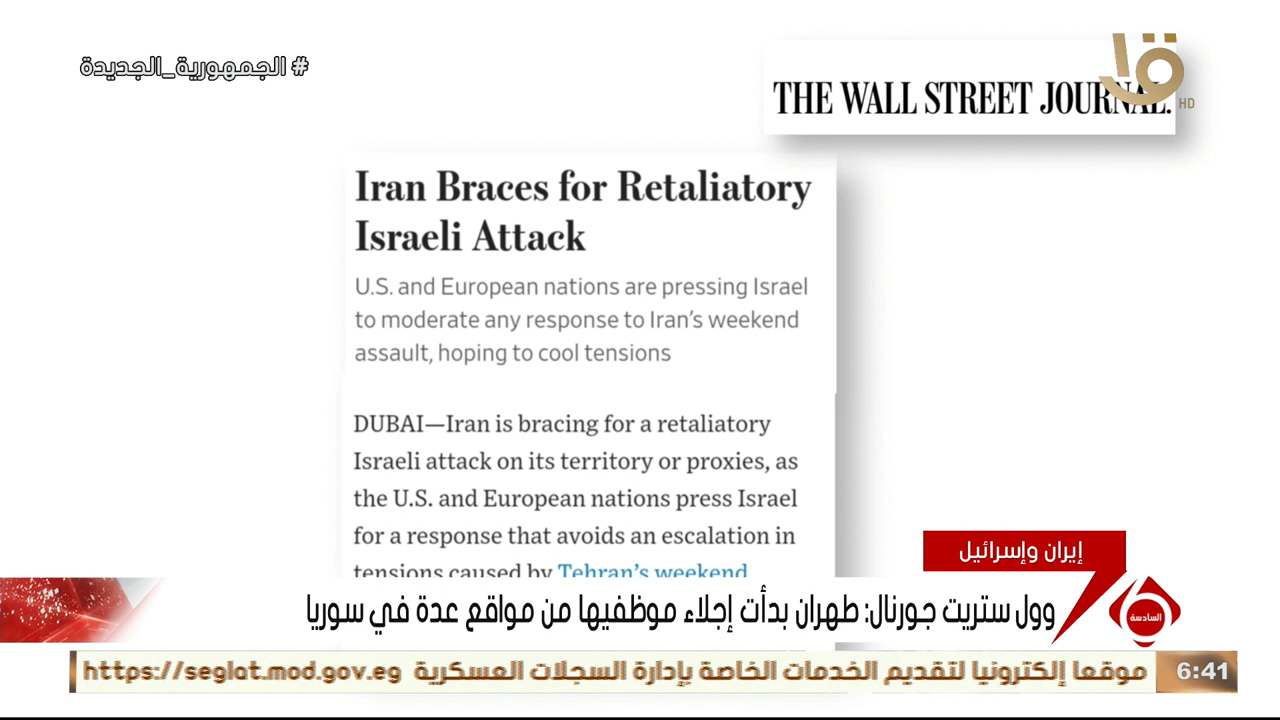 # الجمهورية_الجديدة
HD
THE WALL STREET JOURNAL.
Iran Braces for Retaliatory
Israeli Attack
U.S. and European nations are pressing Israel
to moderate any response to Iran's weekend
assault, hoping to cool tensions
DUBAI—Iran is bracing for a retaliatory
Israeli attack on its territory or proxies, as
the U.S. and European nations press Israel
for a response that avoids an escalation in
tensions caused by Tehran's weekend
إيران وإسرائيل
وول ستريت جورنال: طهران بدأت إجلاء موظفيها من مواقع عدة في سوريا
السادسة
6:41
موقعا إلكترونيا لتقديم الخدمات الخاصة بإدارة السجلات العسكرية https://seglat.mod.gov.eg